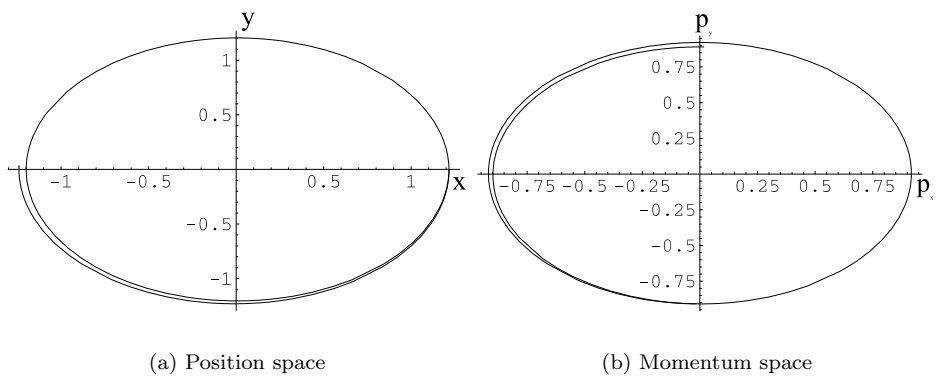 y
1
0.5
-1 -0.5 0.5 1 x
-0.5
-1
p_y
0.75
0.5
0.25
-0.75 -0.5 -0.25 0.25 0.5 0.75 p_x
-0.25
-0.5
-0.75
(a) Position space
(b) Momentum space